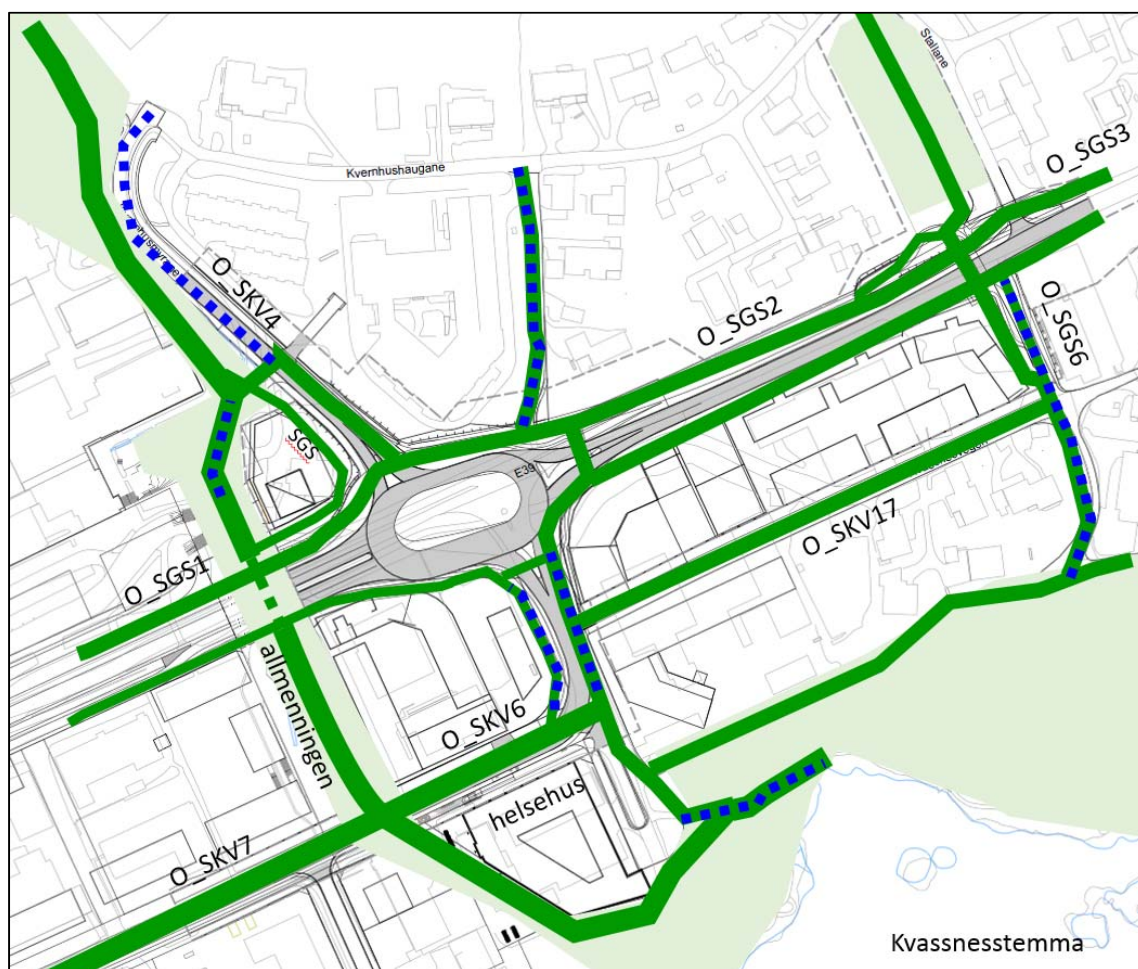 Stallane
O_SGS3
Kvernhushaugane
O_SKV4
O_SGS2
O_SGS6
SGS
E39
O_SKV17
O_SGS1
allmenningen
O_SKV6
helsehus
O_SKV7
Kvassnesstemma